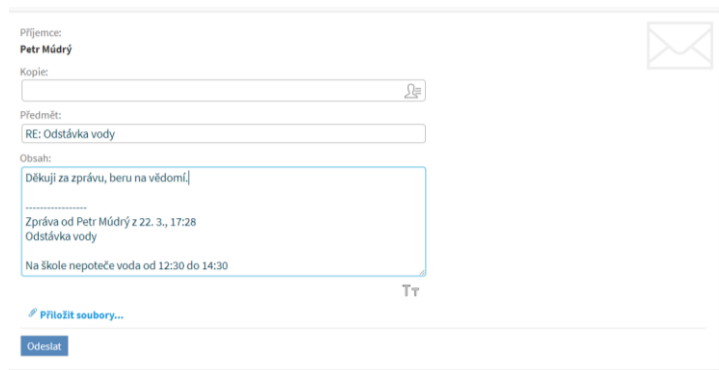 Příjemce:
Petr Múdrý
Kopie:
Předmět:
RE: Odstávka vody
Obsah:
Děkuji za zprávu, beru na vědomí.
-----------------
Zpráva od Petr Múdrý z 22. 3., 17:28
Odstávka vody
Na škole nepoteče voda od 12:30 do 14:30
Tт
Přiložit soubory...
Odeslat